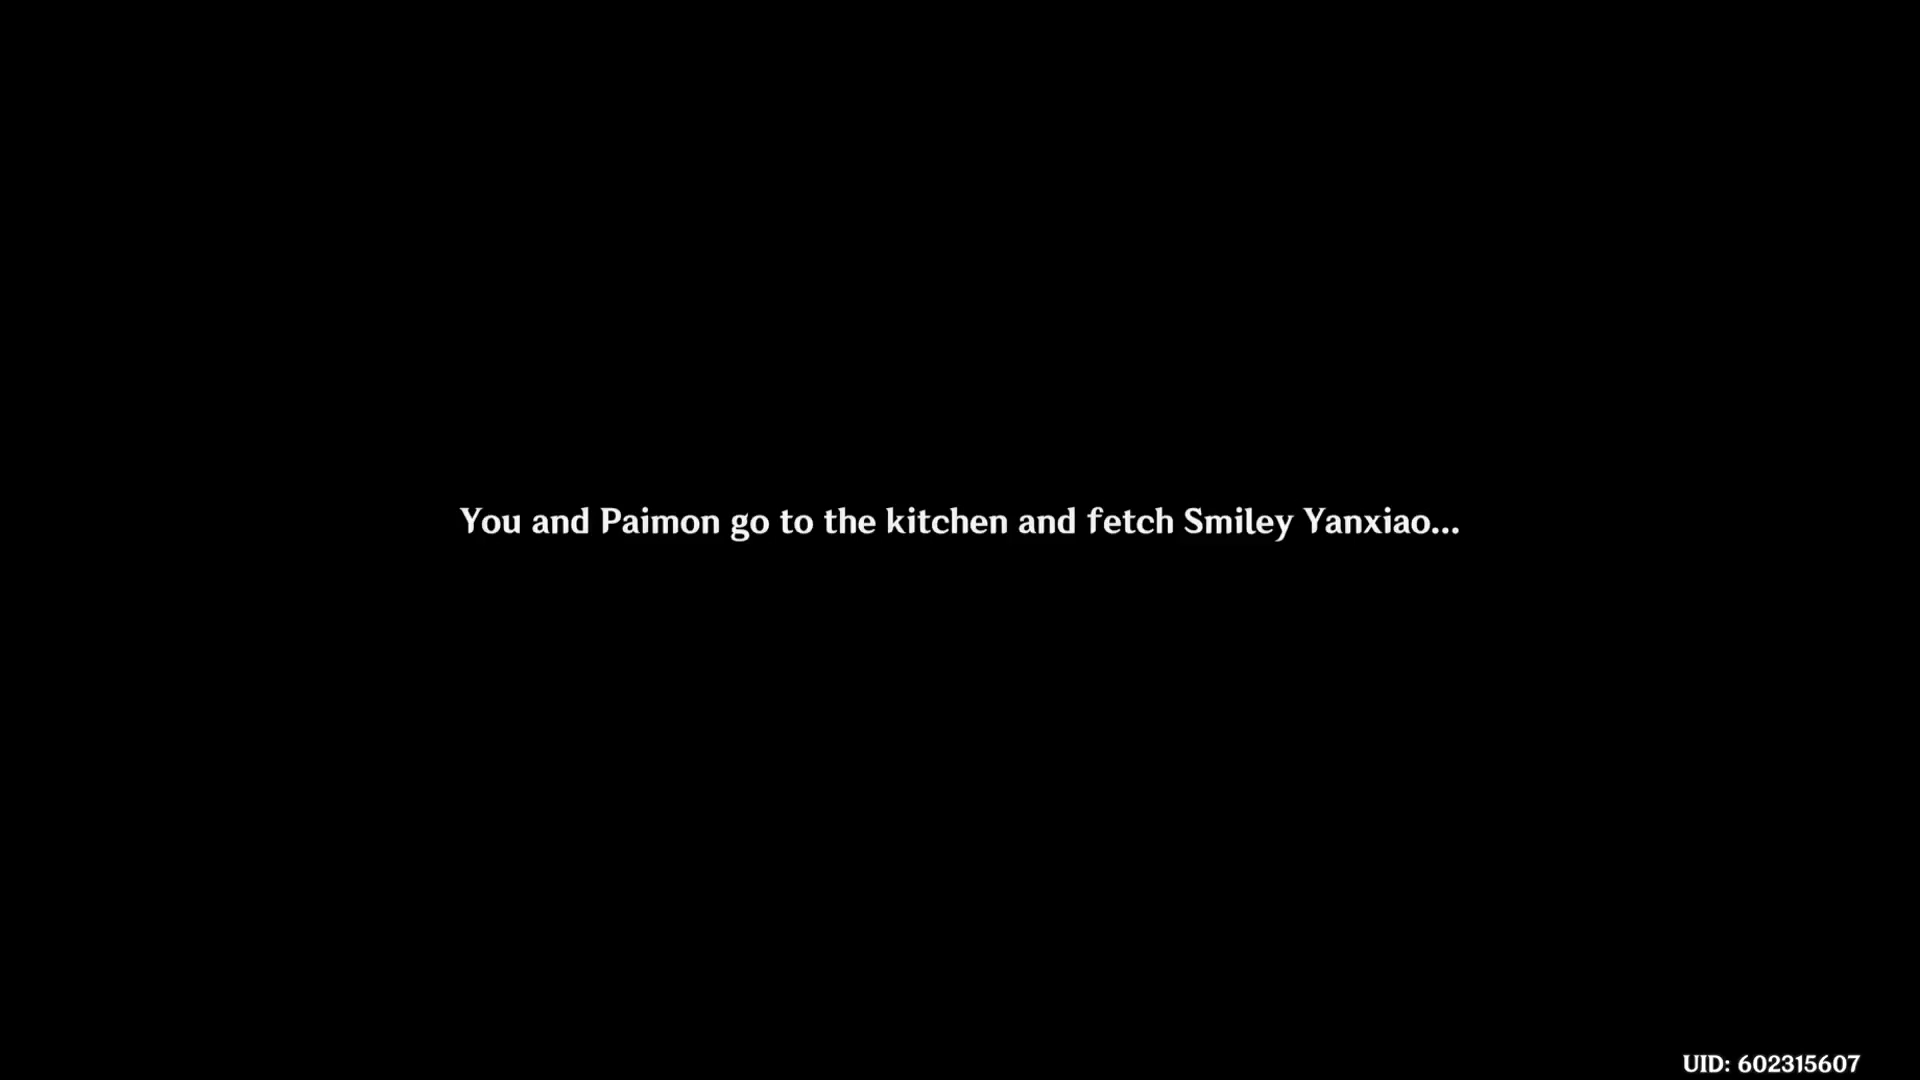 You and Paimon go to the kitchen and fetch Smiley Yanxiao...
UID: 602315607